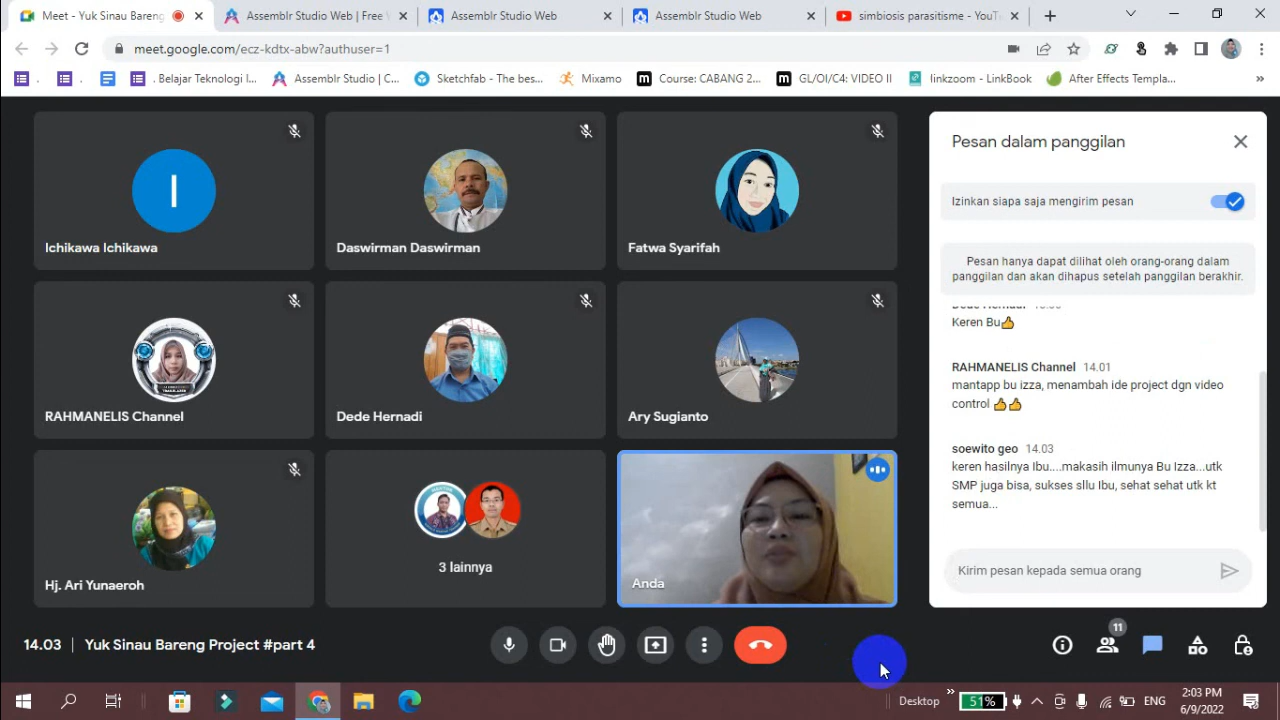 Meet - Yuk Sinau Bareng
Assemblr Studio Web | Free
Assemblr Studio Web
Assemblr Studio Web
simbiosis parasitisme - YouT
meet.google.com/ecz-kdtx-abw?authuser=1
. Belajar Teknologi I...
Assemblr Studio | C...
Sketchfab - The bes...
Mixamo
Course: CABANG 2...
GL/OI/C4: VIDEO II
linkzoom - LinkBook
After Effects Templa...
I
Ichikawa Ichikawa
Daswirman Daswirman
Fatwa Syarifah
RAHMANELIS Channel
Dede Hernadi
Ary Sugianto
Hj. Ari Yunaeroh
3 lainnya
Anda
Pesan dalam panggilan
Izinkan siapa saja mengirim pesan
Pesan hanya dapat dilihat oleh orang-orang dalam
panggilan dan akan dihapus setelah panggilan berakhir.
Dede Hernadi
Keren Bu👍
RAHMANELIS Channel 14.01
mantapp bu izza, menambah ide project dgn video
control 👍👍
soewito geo 14.03
keren hasilnya Ibu....makasih ilmunya Bu Izza...utk
SMP juga bisa, sukses sllu Ibu, sehat sehat utk kt
semua...
Kirim pesan kepada semua orang
14.03 | Yuk Sinau Bareng Project #part 4
11
Desktop
51%
ENG
2:03 PM
6/9/2022